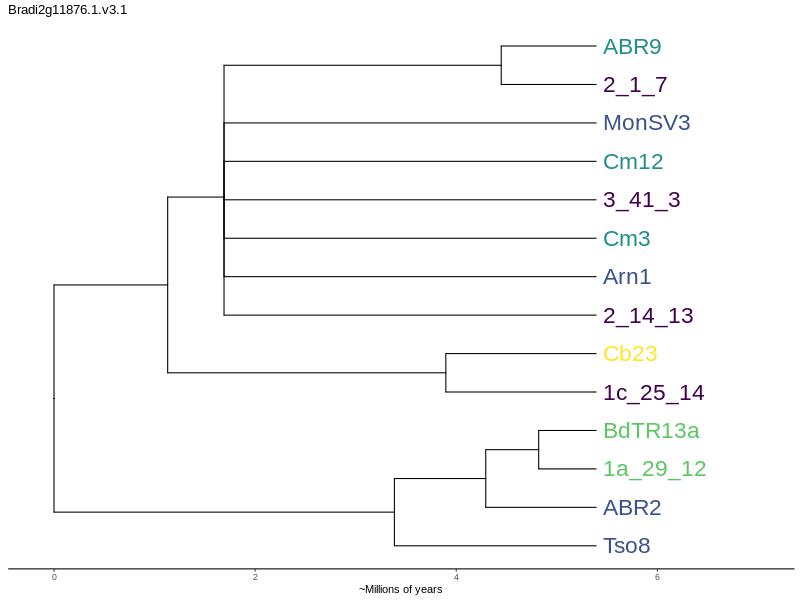 Bradi2g11876.1.v3.1
ABR9
2_1_7
MonSV3
Cm12
3_41_3
Cm3
Arn1
2_14_13
Cb23
1c_25_14
BdTR13a
1a_29_12
ABR2
Tso8
0 2 4 6
~Millions of years